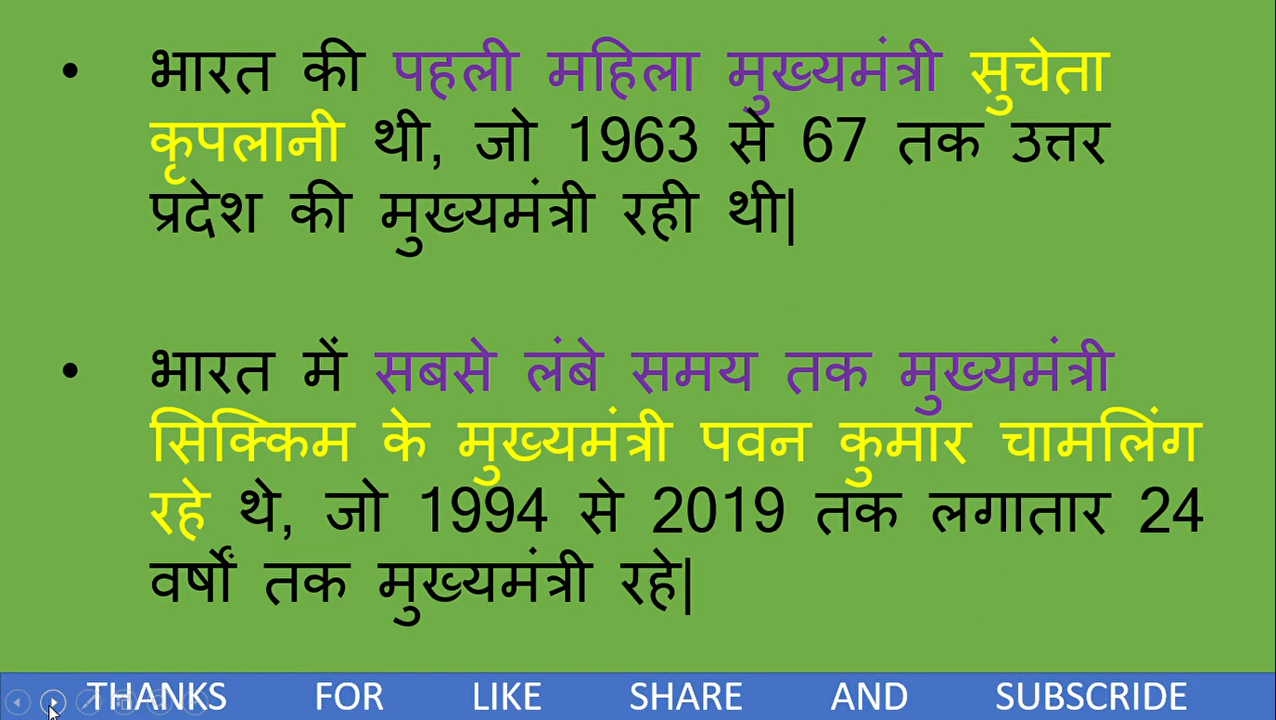 • भारत की पहली महिला मुख्यमंत्री सुचेता
कृपलानी थी, जो 1963 से 67 तक उत्तर
प्रदेश की मुख्यमंत्री रही थी|
• भारत में सबसे लंबे समय तक मुख्यमंत्री
सिक्किम के मुख्यमंत्री पवन कुमार चामलिंग
रहे थे, जो 1994 से 2019 तक लगातार 24
वर्षों तक मुख्यमंत्री रहे|
THANKS FOR LIKE SHARE AND SUBSCRIDE